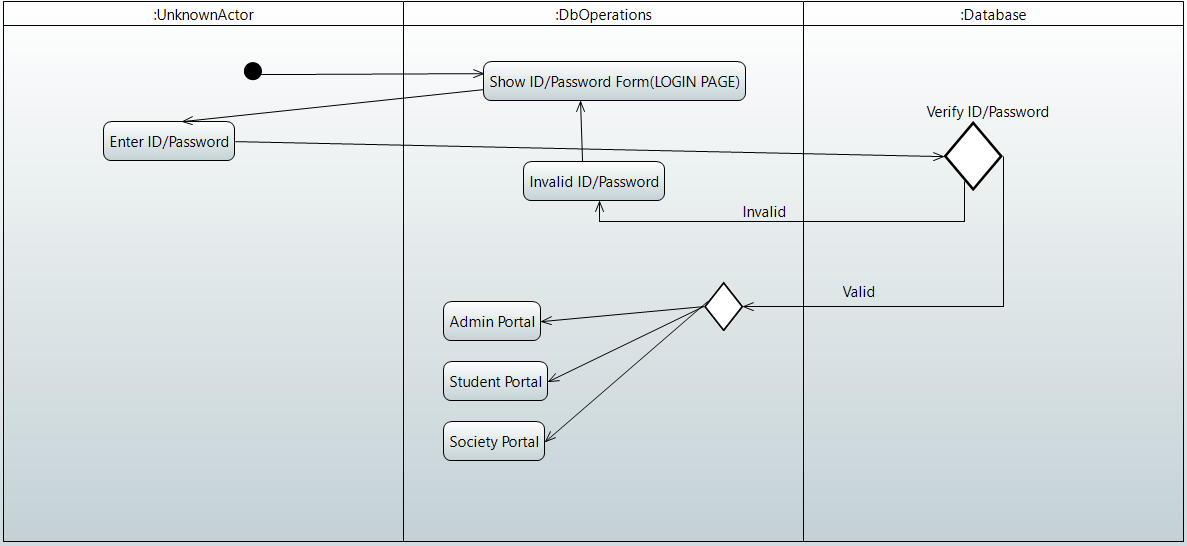 :UnknownActor
:DbOperations
:Database
Show ID/Password Form(LOGIN PAGE)
Verify ID/Password
Enter ID/Password
Invalid ID/Password
Invalid
Valid
Admin Portal
Student Portal
Society Portal